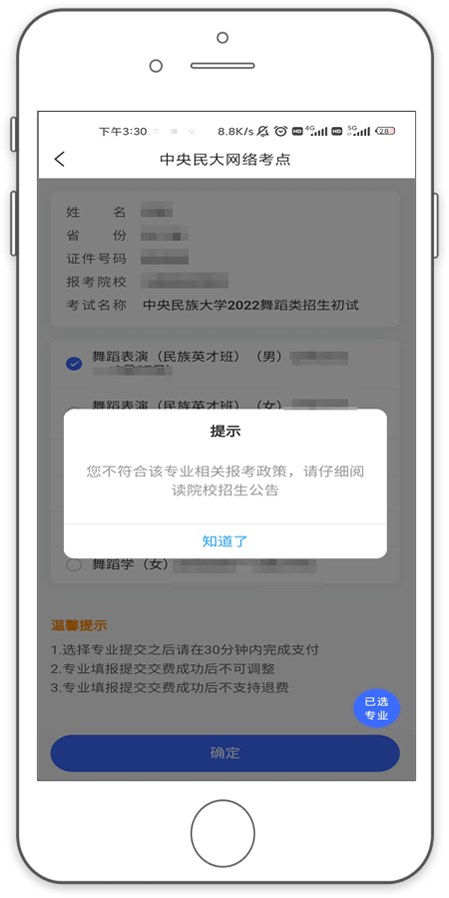 下午3:30 8.8K/s HD 4G HD 5G 28
中央民大网络考点
姓 名
省 份
证件号码
报考院校
考试名称 中央民族大学2022舞蹈类招生初试
舞蹈表演（民族英才班）（男）
舞蹈表演（民族英才班）（女）
提示
您不符合该专业相关报考政策，请仔细阅
读院校招生公告
知道了
舞蹈学（女）
温馨提示
1.选择专业提交之后请在30分钟内完成支付
2.专业填报提交交费成功后不可调整
3.专业填报提交交费成功后不支持退费
已选
专业
确定